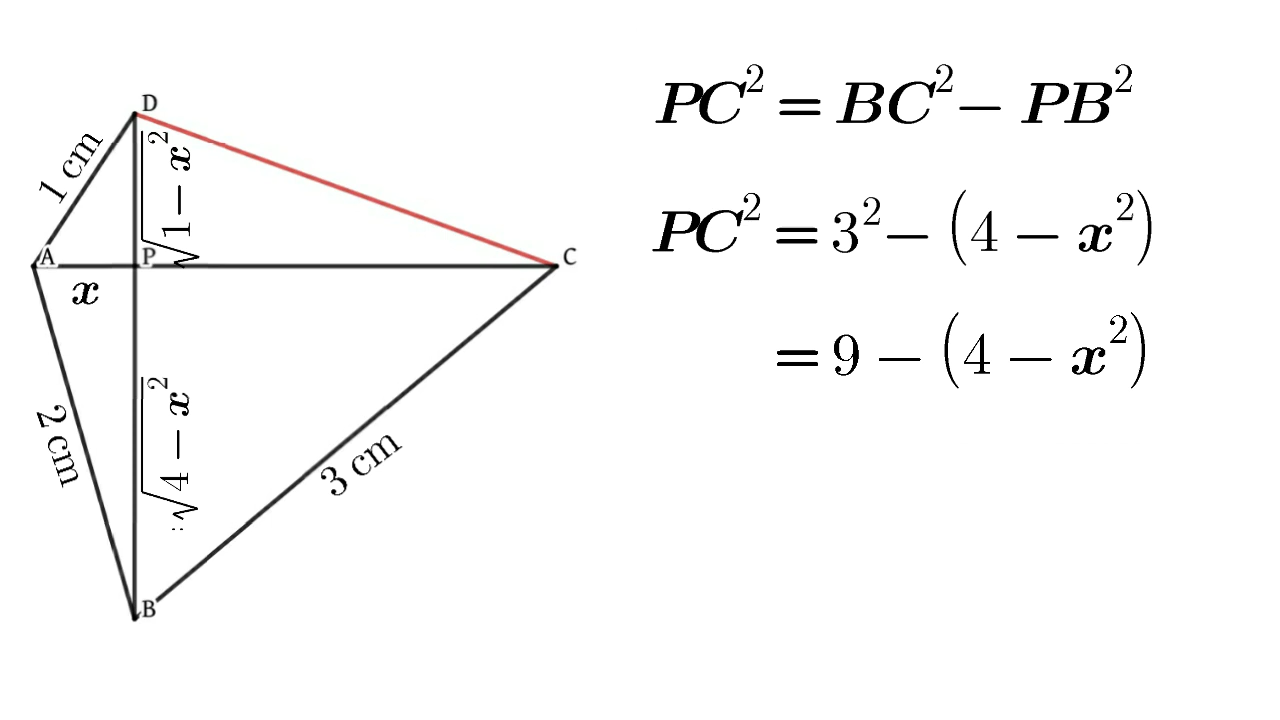 D
1 cm
√1 − x²
A
P
C
x
2 cm
√4 − x²
3 cm
B
PC² = BC² − PB²
PC² = 3² − (4 − x²)
= 9 − (4 − x²)